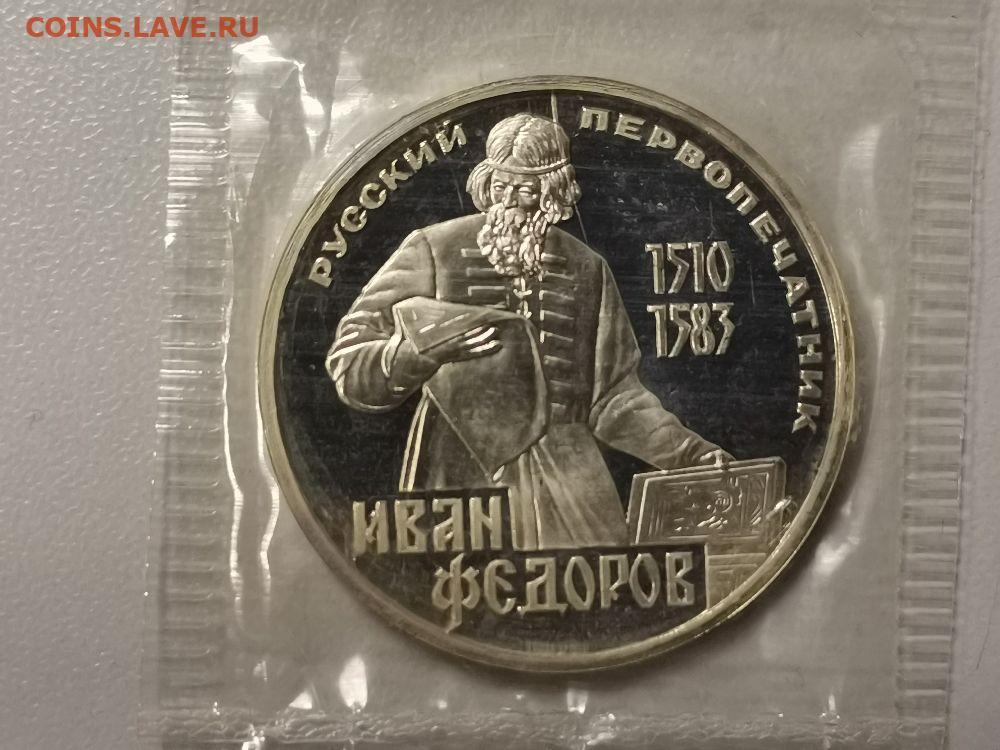 COINS.LAVE.RU
РУССКИЙ ПЕРВОПЕЧАТНИК
1510
1583
ИВАН
ФЕДОРОВ